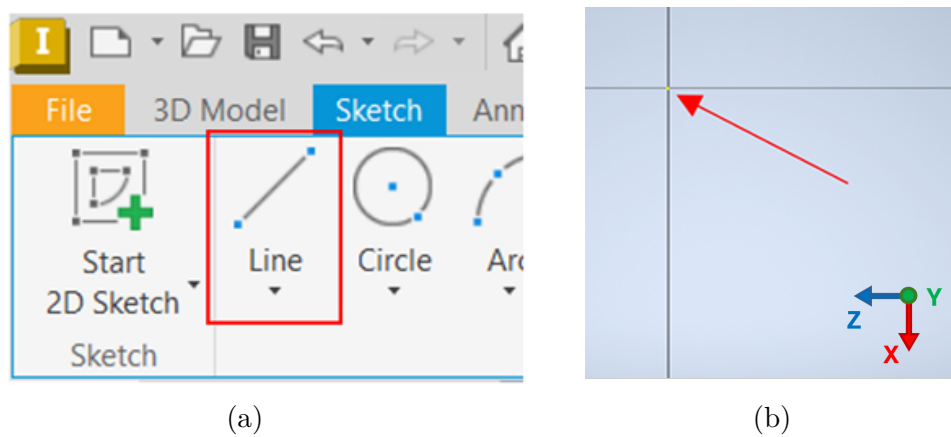 I
File 3D Model Sketch Ann
Line Circle Arc
Start
2D Sketch
Sketch
Y
Z
X
(a) (b)